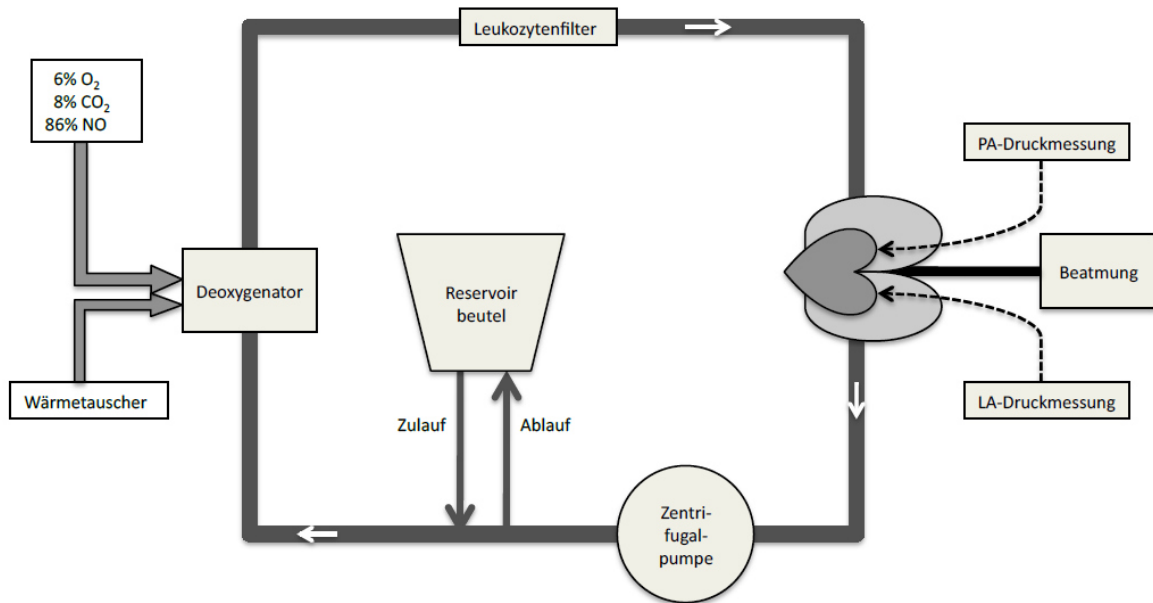 Leukozytenfilter
6% O₂
8% CO₂
86% NO
PA-Druckmessung
Deoxygenator
Reservoir
beutel
Beatmung
Wärmetauscher
LA-Druckmessung
Zulauf
Ablauf
Zentri-
fugal-
pumpe